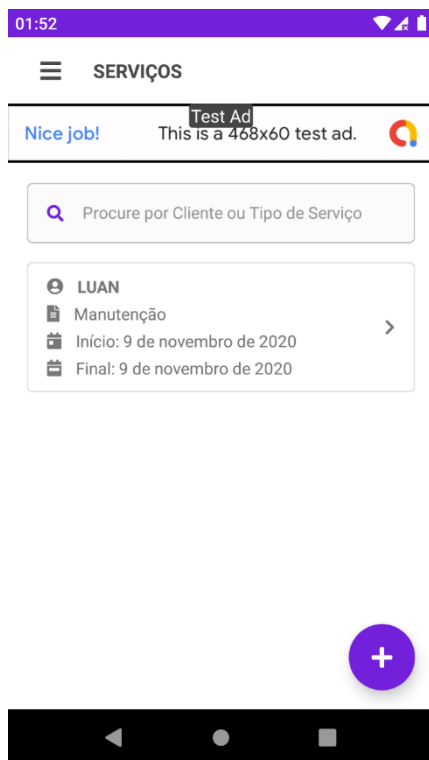 01:52
SERVIÇOS
Test Ad
Nice job! This is a 468x60 test ad.
Procure por Cliente ou Tipo de Serviço
LUAN
Manutenção
Início: 9 de novembro de 2020
Final: 9 de novembro de 2020